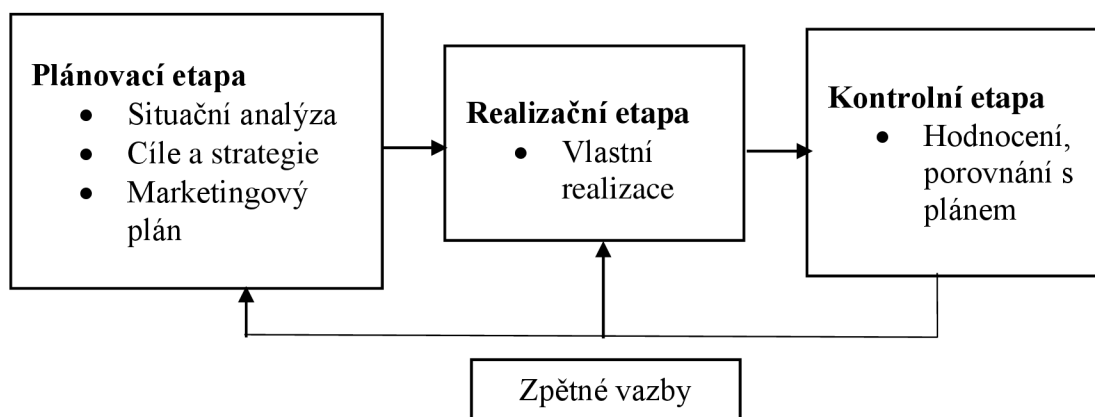 Plánovací etapa
● Situační analýza
● Cíle a strategie
● Marketingový
plán
Realizační etapa
● Vlastní
realizace
Kontrolní etapa
● Hodnocení,
porovnání s
plánem
Zpětné vazby